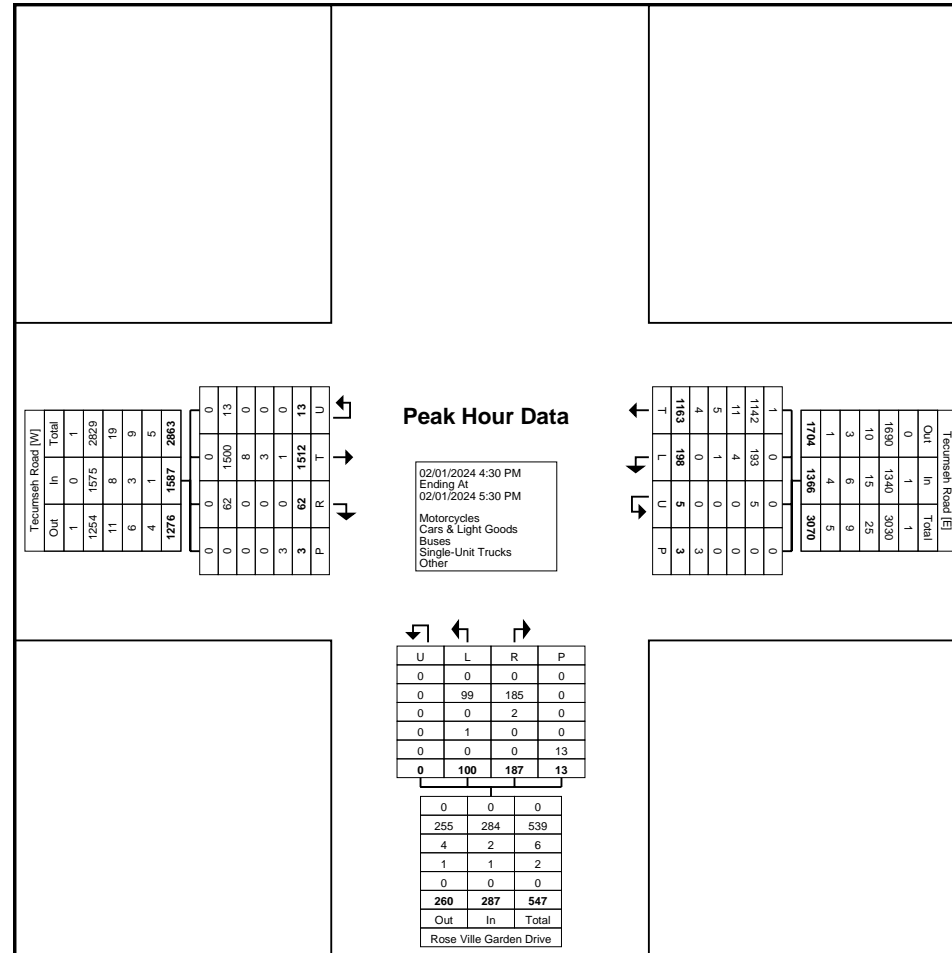 Tecumseh Road [W]
Out In Total
1 0 1
1254 1575 2829
11 8 19
6 3 9
4 1 5
1276 1587 2863
0 0 0 0
0 62 1500 13
0 0 8 0
0 0 3 0
3 0 1 0
3 62 1512 13
P R T U
Peak Hour Data
02/01/2024 4:30 PM
Ending At
02/01/2024 5:30 PM
Motorcycles
Cars & Light Goods
Buses
Single-Unit Trucks
Other
Tecumseh Road [E]
Out In Total
0 1 1
1690 1340 3030
10 15 25
3 6 9
1 4 5
1704 1366 3070
1 0 0 0
1142 193 5 0
11 4 0 0
5 1 0 0
4 0 0 3
1163 198 5 3
T L U P
U L R P
0 0 0 0
0 99 185 0
0 0 2 0
0 1 0 0
0 0 0 13
0 100 187 13
0 0 0
255 284 539
4 2 6
1 1 2
0 0 0
260 287 547
Out In Total
Rose Ville Garden Drive